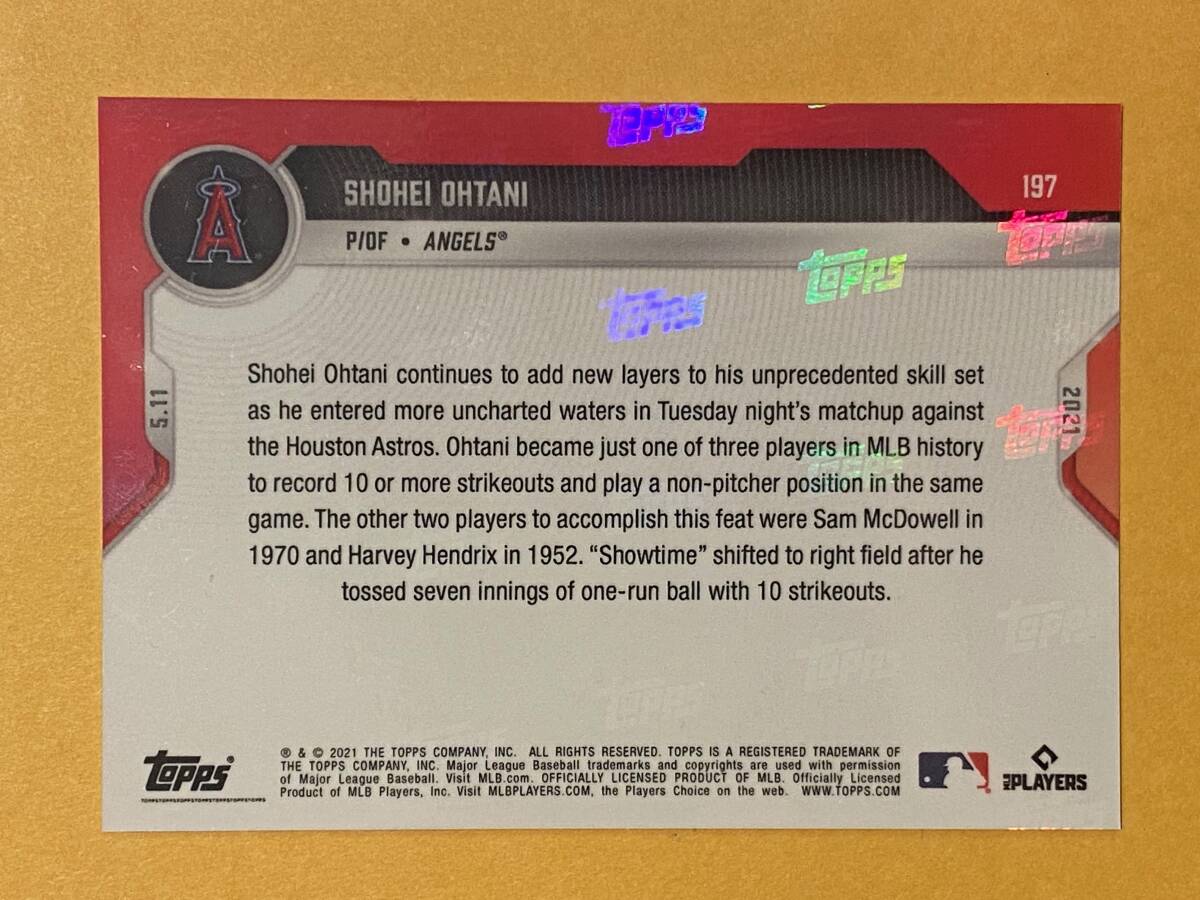 TOPPS
SHOHEI OHTANI
197
P/OF • ANGELS®
TOPPS
TOPPS
TOPPS
A
Shohei Ohtani continues to add new layers to his unprecedented skill set
as he entered more uncharted waters in Tuesday night's matchup against
the Houston Astros. Ohtani became just one of three players in MLB history
to record 10 or more strikeouts and play a non-pitcher position in the same
game. The other two players to accomplish this feat were Sam McDowell in
1970 and Harvey Hendrix in 1952. “Showtime” shifted to right field after he
tossed seven innings of one-run ball with 10 strikeouts.
5.11
2021
TOPPS
TOPPS
TOPPS
TOPPS
TOPPS
TOPPS®
TOPPSTOPPSTOPPSTOPPSTOPPSTOPPSTOPPS
® & © 2021 THE TOPPS COMPANY, INC. ALL RIGHTS RESERVED. TOPPS IS A REGISTERED TRADEMARK OF
THE TOPPS COMPANY, INC. Major League Baseball trademarks and copyrights are used with permission
of Major League Baseball. Visit MLB.com. OFFICIALLY LICENSED PRODUCT OF MLB. Officially Licensed
Product of MLB Players, Inc. Visit MLBPLAYERS.COM, the Players Choice on the web. WWW.TOPPS.COM
MLB PLAYERS